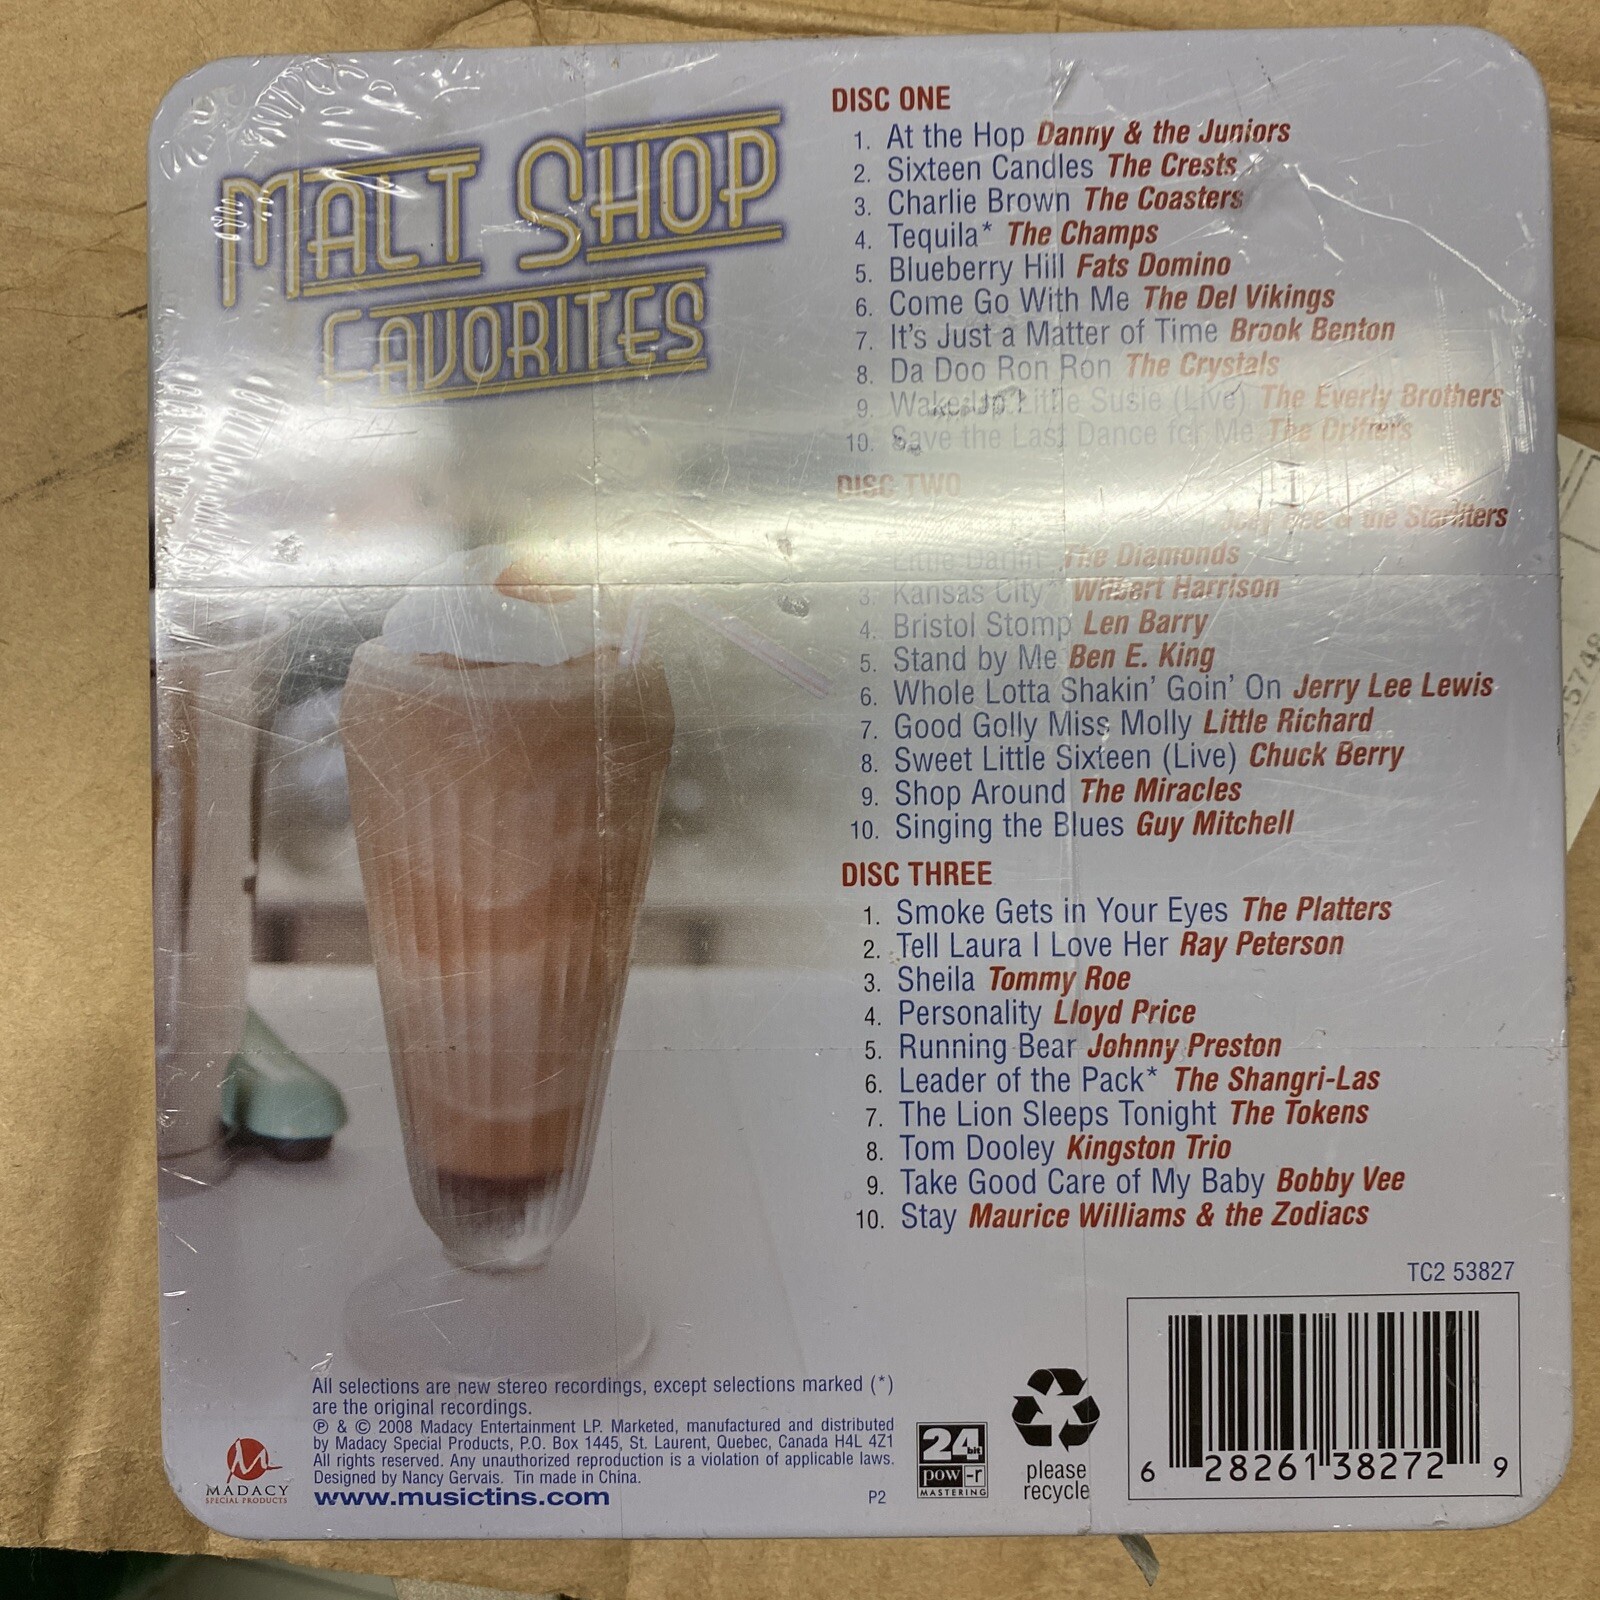 MALT SHOP
FAVORITES
DISC ONE
1. At the Hop Danny & the Juniors
2. Sixteen Candles The Crests
3. Charlie Brown The Coasters
4. Tequila* The Champs
5. Blueberry Hill Fats Domino
6. Come Go With Me The Del Vikings
7. It's Just a Matter of Time Brook Benton
8. Da Doo Ron Ron The Crystals
9. Wake Up Little Susie (Live) The Everly Brothers
10. Save the Last Dance for Me The Drifters
DISC TWO
Dee & the Starliters
Little Darlin' The Diamonds
3. Kansas City* Wilbert Harrison
4. Bristol Stomp Len Barry
5. Stand by Me Ben E. King
6. Whole Lotta Shakin' Goin' On Jerry Lee Lewis
7. Good Golly Miss Molly Little Richard
8. Sweet Little Sixteen (Live) Chuck Berry
9. Shop Around The Miracles
10. Singing the Blues Guy Mitchell
DISC THREE
1. Smoke Gets in Your Eyes The Platters
2. Tell Laura I Love Her Ray Peterson
3. Sheila Tommy Roe
4. Personality Lloyd Price
5. Running Bear Johnny Preston
6. Leader of the Pack* The Shangri-Las
7. The Lion Sleeps Tonight The Tokens
8. Tom Dooley Kingston Trio
9. Take Good Care of My Baby Bobby Vee
10. Stay Maurice Williams & the Zodiacs
TC2 53827
All selections are new stereo recordings, except selections marked (*)
are the original recordings.
℗ & © 2008 Madacy Entertainment LP. Marketed, manufactured and distributed
by Madacy Special Products, P.O. Box 1445, St. Laurent, Quebec, Canada H4L 4Z1
All rights reserved. Any unauthorized reproduction is a violation of applicable laws.
Designed by Nancy Gervais. Tin made in China.
www.musictins.com
P2
MADACY
SPECIAL PRODUCTS
24 bit
pow-r
MASTERING
please
recycle
6 28261 38272 9